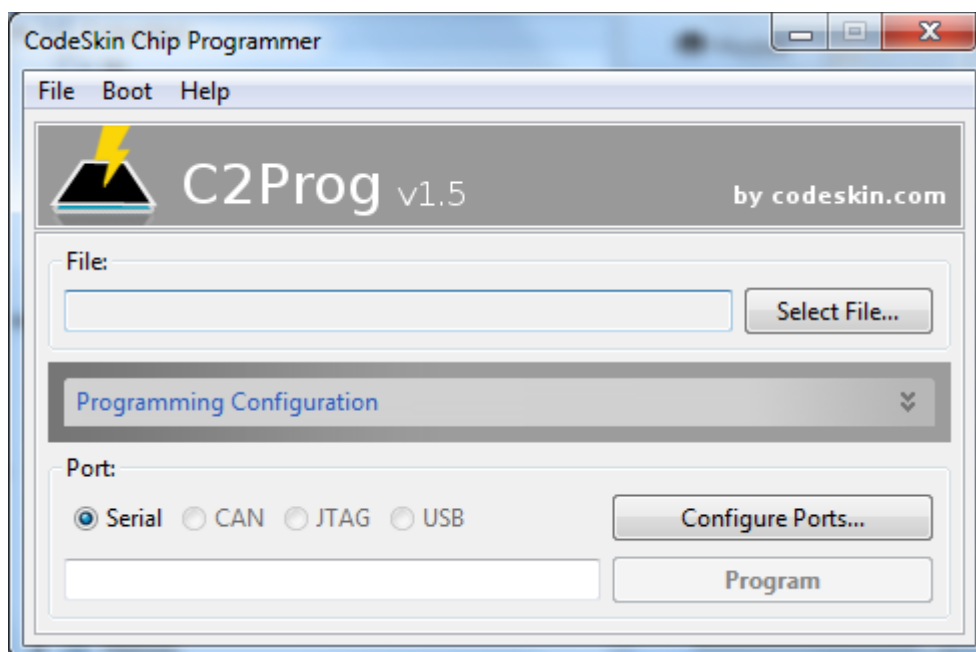 CodeSkin Chip Programmer
File Boot Help
C2Prog v1.5 by codeskin.com
File:
Select File...
Programming Configuration
Port:
Serial CAN JTAG USB Configure Ports...
Program